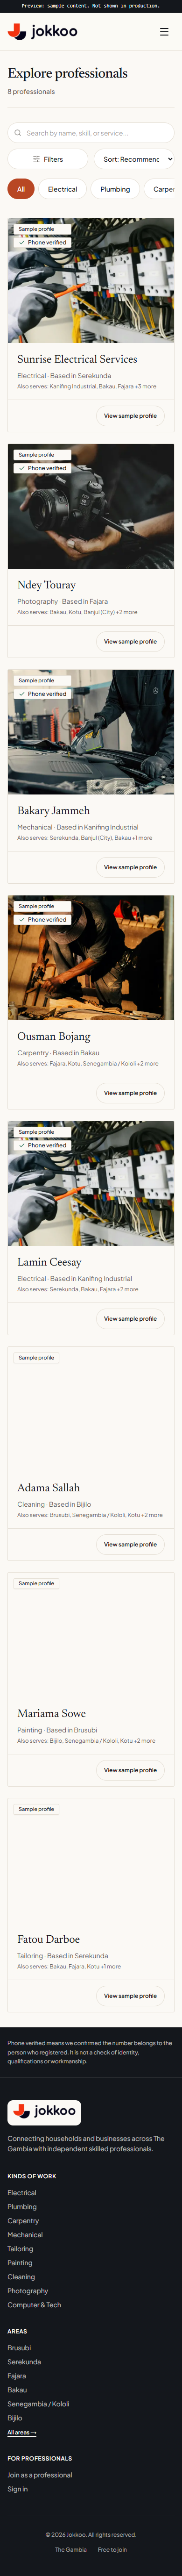 Preview: sample content. Not shown in production.
jokkoo
Explore professionals
8 professionals
Search by name, skill, or service...
Filters
Sort: Recommend
All
Electrical
Plumbing
Carpen
Sample profile
Phone verified
Sunrise Electrical Services
Electrical · Based in Serekunda
Also serves: Kanifing Industrial, Bakau, Fajara +3 more
View sample profile
Sample profile
Phone verified
Ndey Touray
Photography · Based in Fajara
Also serves: Bakau, Kotu, Banjul (City) +2 more
View sample profile
Sample profile
Phone verified
Bakary Jammeh
Mechanical · Based in Kanifing Industrial
Also serves: Serekunda, Banjul (City), Bakau +1 more
View sample profile
Sample profile
Phone verified
Ousman Bojang
Carpentry · Based in Bakau
Also serves: Fajara, Kotu, Senegambia / Kololi +2 more
View sample profile
Sample profile
Phone verified
Lamin Ceesay
Electrical · Based in Kanifing Industrial
Also serves: Serekunda, Bakau, Fajara +2 more
View sample profile
Sample profile
Adama Sallah
Cleaning · Based in Bijilo
Also serves: Brusubi, Senegambia / Kololi, Kotu +2 more
View sample profile
Sample profile
Mariama Sowe
Painting · Based in Brusubi
Also serves: Bijilo, Senegambia / Kololi, Kotu +2 more
View sample profile
Sample profile
Fatou Darboe
Tailoring · Based in Serekunda
Also serves: Bakau, Fajara, Kotu +1 more
View sample profile
Phone verified means we confirmed the number belongs to the
person who registered. It is not a check of identity,
qualifications or workmanship.
jokkoo
Connecting households and businesses across The
Gambia with independent skilled professionals.
KINDS OF WORK
Electrical
Plumbing
Carpentry
Mechanical
Tailoring
Painting
Cleaning
Photography
Computer & Tech
AREAS
Brusubi
Serekunda
Fajara
Bakau
Senegambia / Kololi
Bijilo
All areas →
FOR PROFESSIONALS
Join as a professional
Sign in
© 2026 Jokkoo. All rights reserved.
The Gambia
Free to join